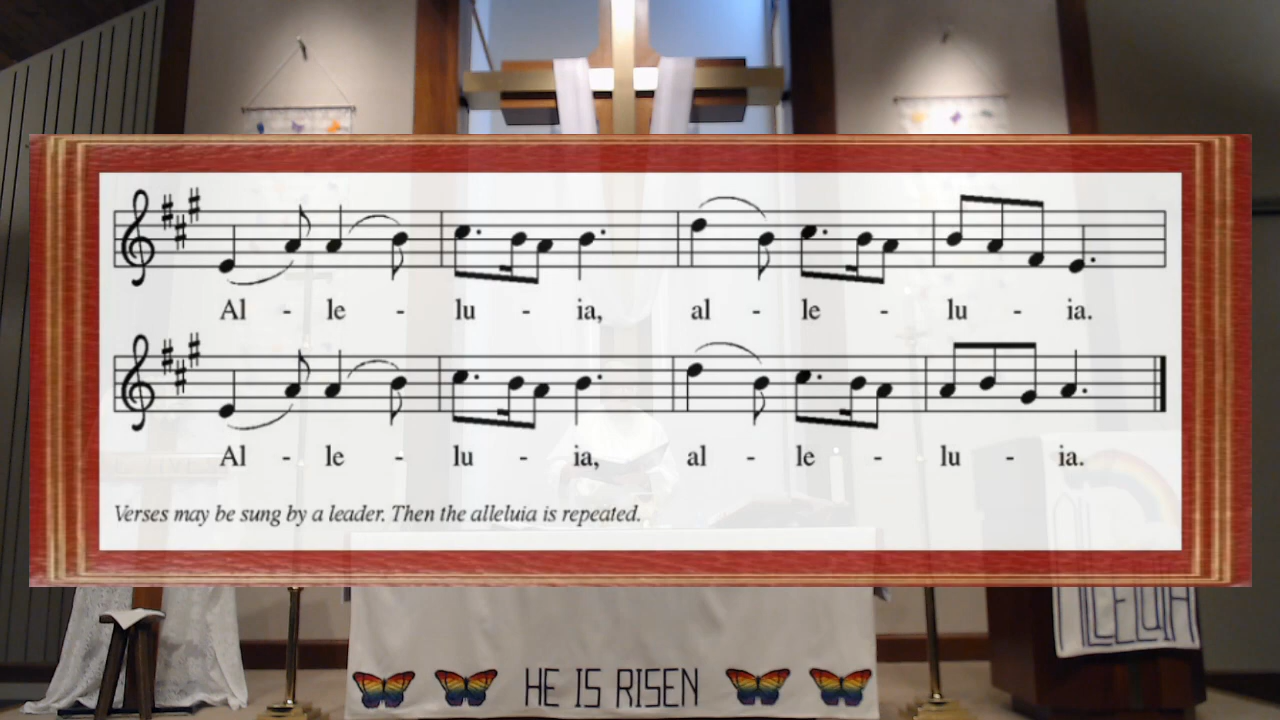 Al - le - lu - ia, al - le - lu - ia.
Al - le - lu - ia, al - le - lu - ia.
Verses may be sung by a leader. Then the alleluia is repeated.
ALLELUIA
HE IS RISEN